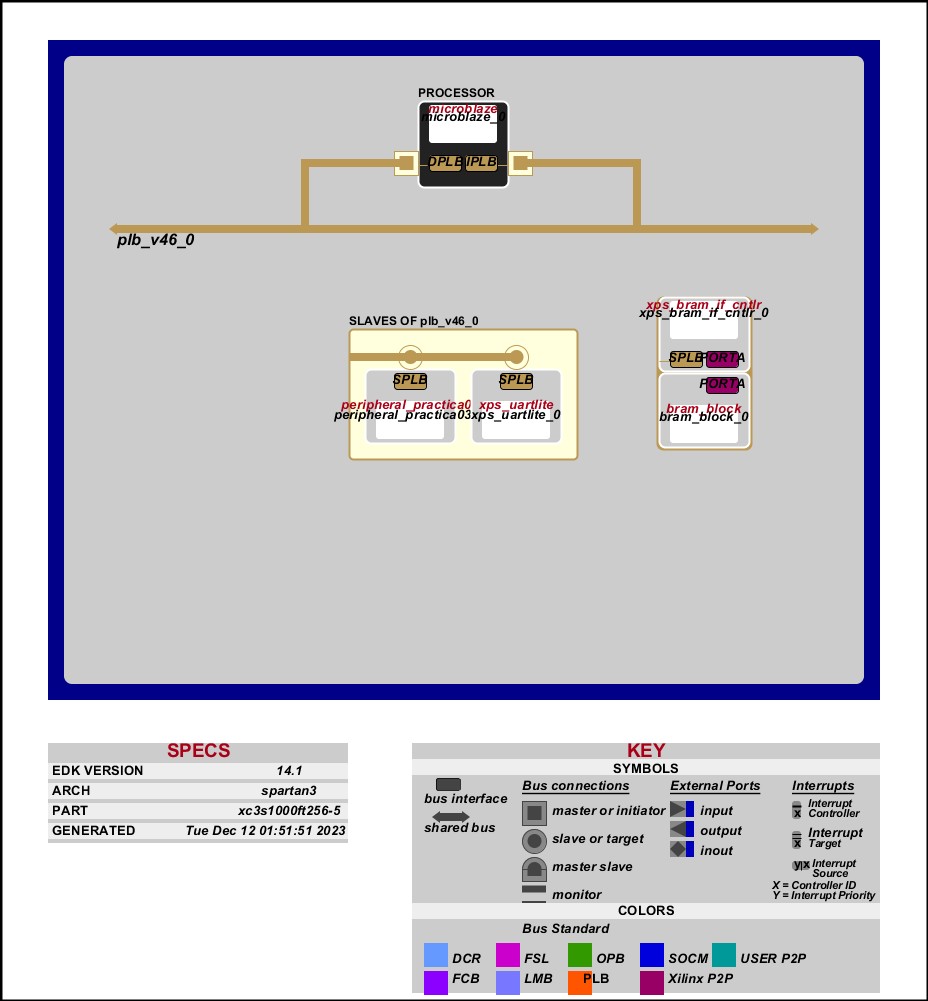 PROCESSOR
microblaze
microblaze_0
DPLB IPLB
plb_v46_0
xps_bram_if_cntlr
xps_bram_if_cntlr_0
SPLB PORTA
PORTA
bram_block
bram_block_0
SLAVES OF plb_v46_0
SPLB SPLB
peripheral_practica0 xps_uartlite
peripheral_practica03 xps_uartlite_0
SPECS
EDK VERSION 14.1
ARCH spartan3
PART xc3s1000ft256-5
GENERATED Tue Dec 12 01:51:51 2023
KEY
SYMBOLS
bus interface
shared bus
Bus connections
master or initiator
slave or target
master slave
monitor
External Ports
input
output
inout
Interrupts
x Interrupt
Controller
x Interrupt
Target
y x Interrupt
Source
X = Controller ID
Y = Interrupt Priority
COLORS
Bus Standard
DCR FSL OPB SOCM USER P2P
FCB LMB PLB Xilinx P2P